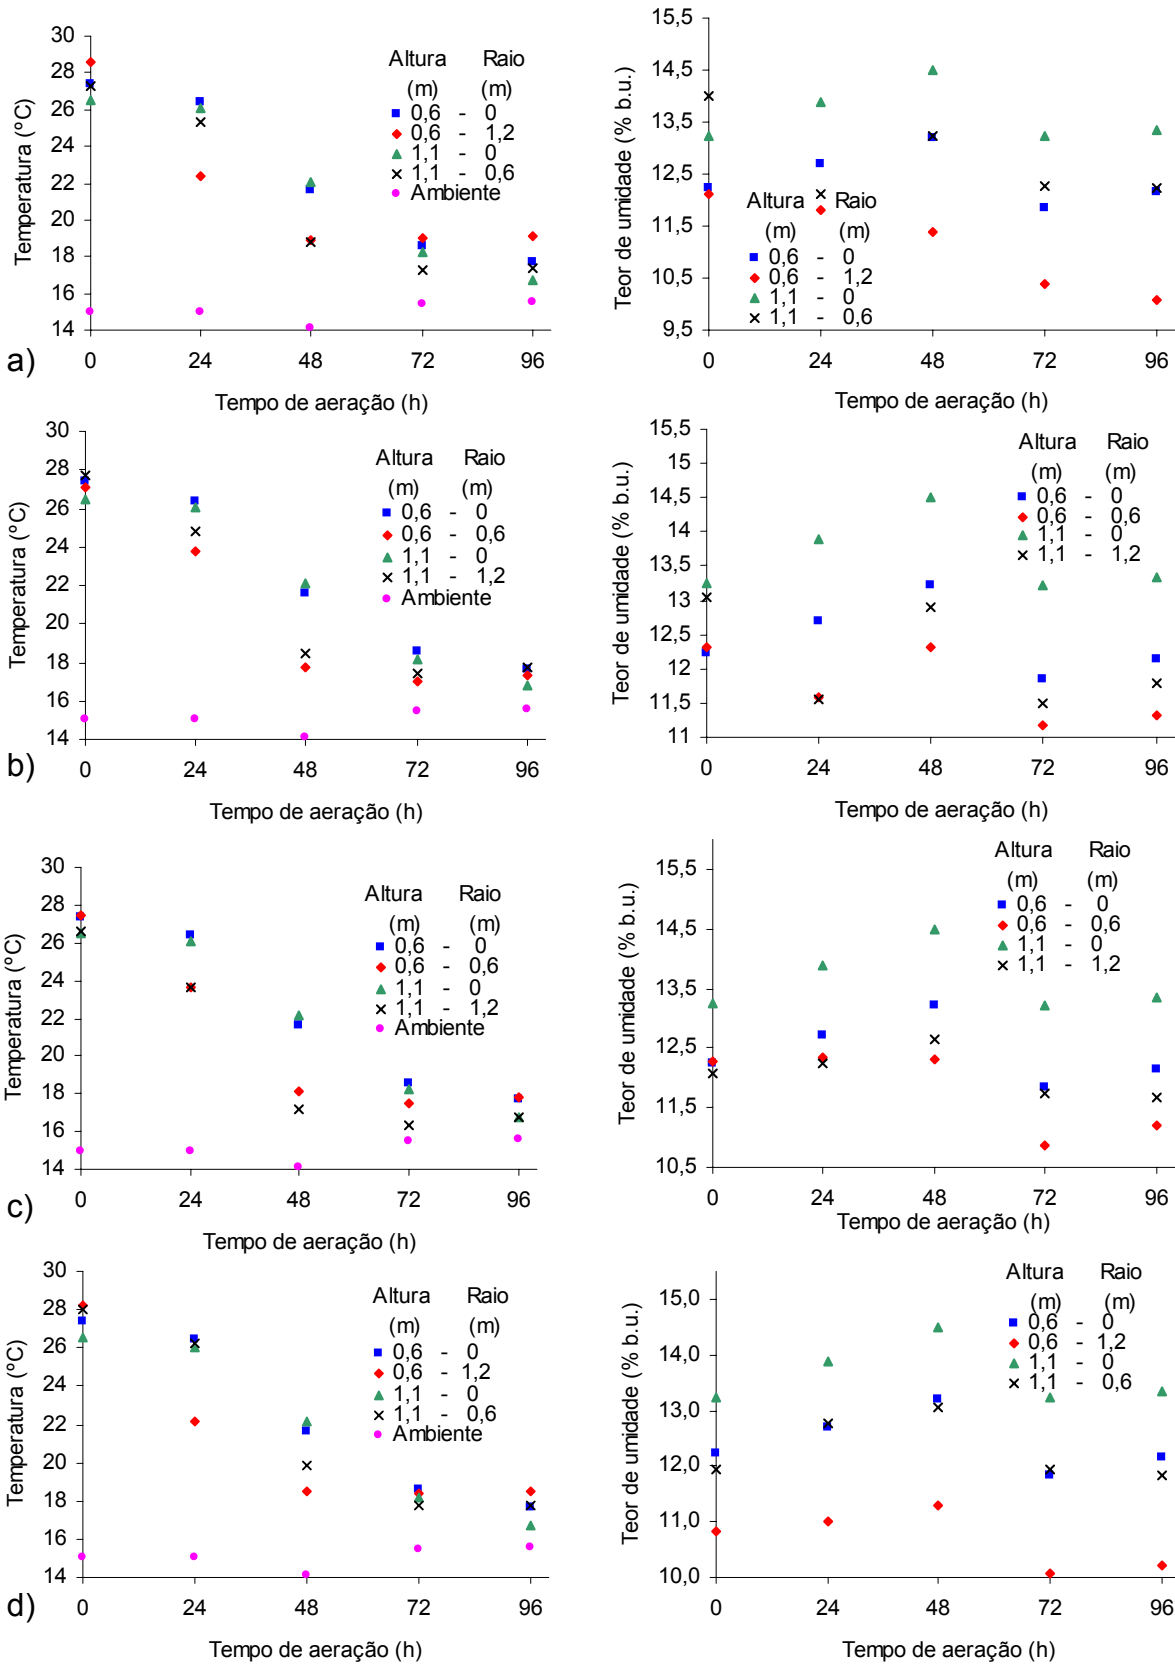 30
28
26
24
22
20
18
16
14
Temperatura (°C)
Altura Raio
(m) (m)
0,6 - 0
0,6 - 1,2
1,1 - 0
1,1 - 0,6
Ambiente
0 24 48 72 96
Tempo de aeração (h)
a)
15,5
14,5
13,5
12,5
11,5
10,5
9,5
Teor de umidade (% b.u.)
Altura Raio
(m) (m)
0,6 - 0
0,6 - 1,2
1,1 - 0
1,1 - 0,6
0 24 48 72 96
Tempo de aeração (h)
30
28
26
24
22
20
18
16
14
Temperatura (°C)
Altura Raio
(m) (m)
0,6 - 0
0,6 - 0,6
1,1 - 0
1,1 - 1,2
Ambiente
0 24 48 72 96
Tempo de aeração (h)
b)
15,5
15
14,5
14
13,5
13
12,5
12
11,5
11
Teor de umidade (% b.u.)
Altura Raio
(m) (m)
0,6 - 0
0,6 - 0,6
1,1 - 0
1,1 - 1,2
0 24 48 72 96
Tempo de aeração (h)
30
28
26
24
22
20
18
16
14
Temperatura (°C)
Altura Raio
(m) (m)
0,6 - 0
0,6 - 0,6
1,1 - 0
1,1 - 1,2
Ambiente
0 24 48 72 96
Tempo de aeração (h)
c)
15,5
14,5
13,5
12,5
11,5
10,5
Teor de umidade (% b.u.)
Altura Raio
(m) (m)
0,6 - 0
0,6 - 0,6
1,1 - 0
1,1 - 1,2
0 24 48 72 96
Tempo de aeração (h)
30
28
26
24
22
20
18
16
14
Temperatura (°C)
Altura Raio
(m) (m)
0,6 - 0
0,6 - 1,2
1,1 - 0
1,1 - 0,6
Ambiente
0 24 48 72 96
Tempo de aeração (h)
d)
15,0
14,0
13,0
12,0
11,0
10,0
Teor de umidade (% b.u.)
Altura Raio
(m) (m)
0,6 - 0
0,6 - 1,2
1,1 - 0
1,1 - 0,6
0 24 48 72 96
Tempo de aeração (h)